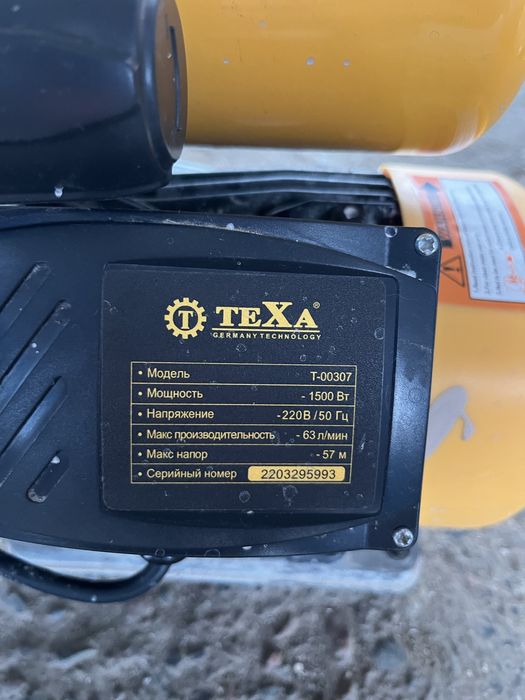 T TEXA®
GERMANY TECHNOLOGY
• Модель T-00307
• Мощность - 1500 Вт
• Напряжение - 220В / 50 Гц
• Макс производительность - 63 л/мин
• Макс напор - 57 м
• Серийный номер 2203295993